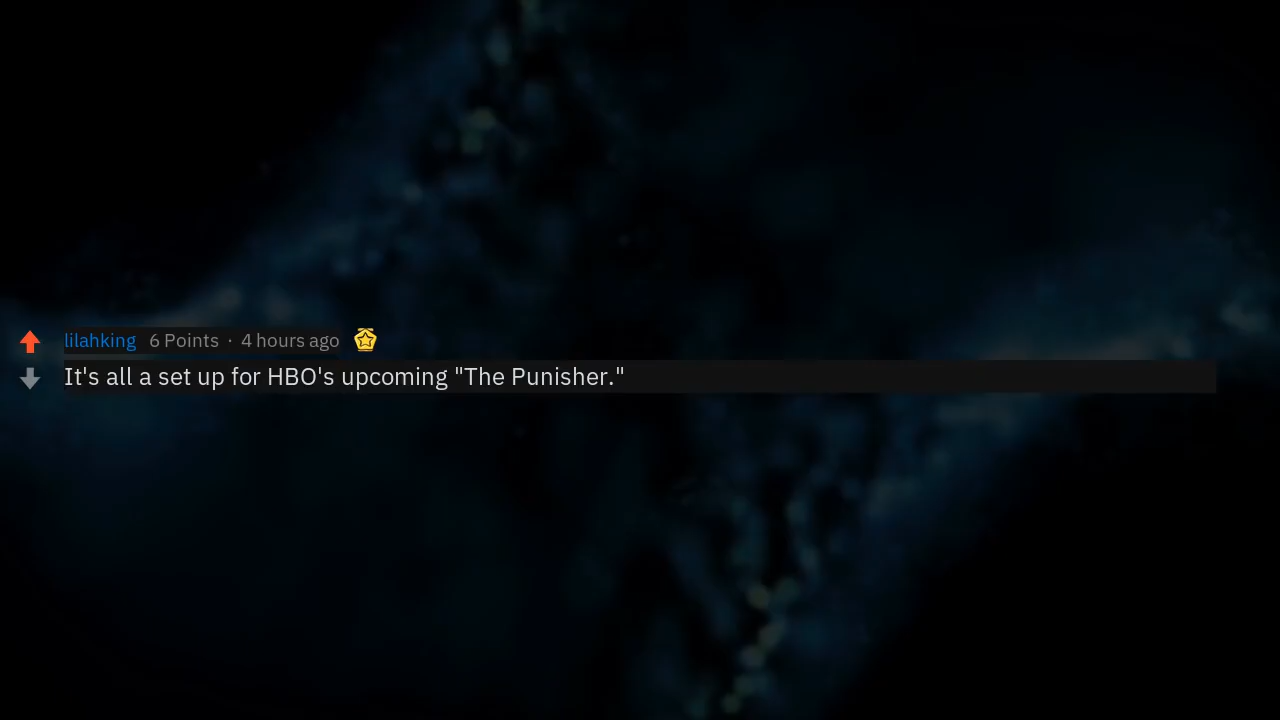 lilahking 6 Points · 4 hours ago
It's all a set up for HBO's upcoming "The Punisher."